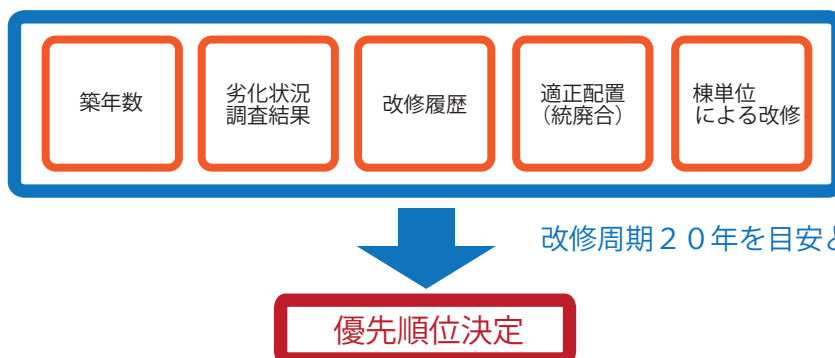 築年数
劣化状況
調査結果
改修履歴
適正配置
（統廃合）
棟単位
による改修
改修周期２０年を目安と
優先順位決定